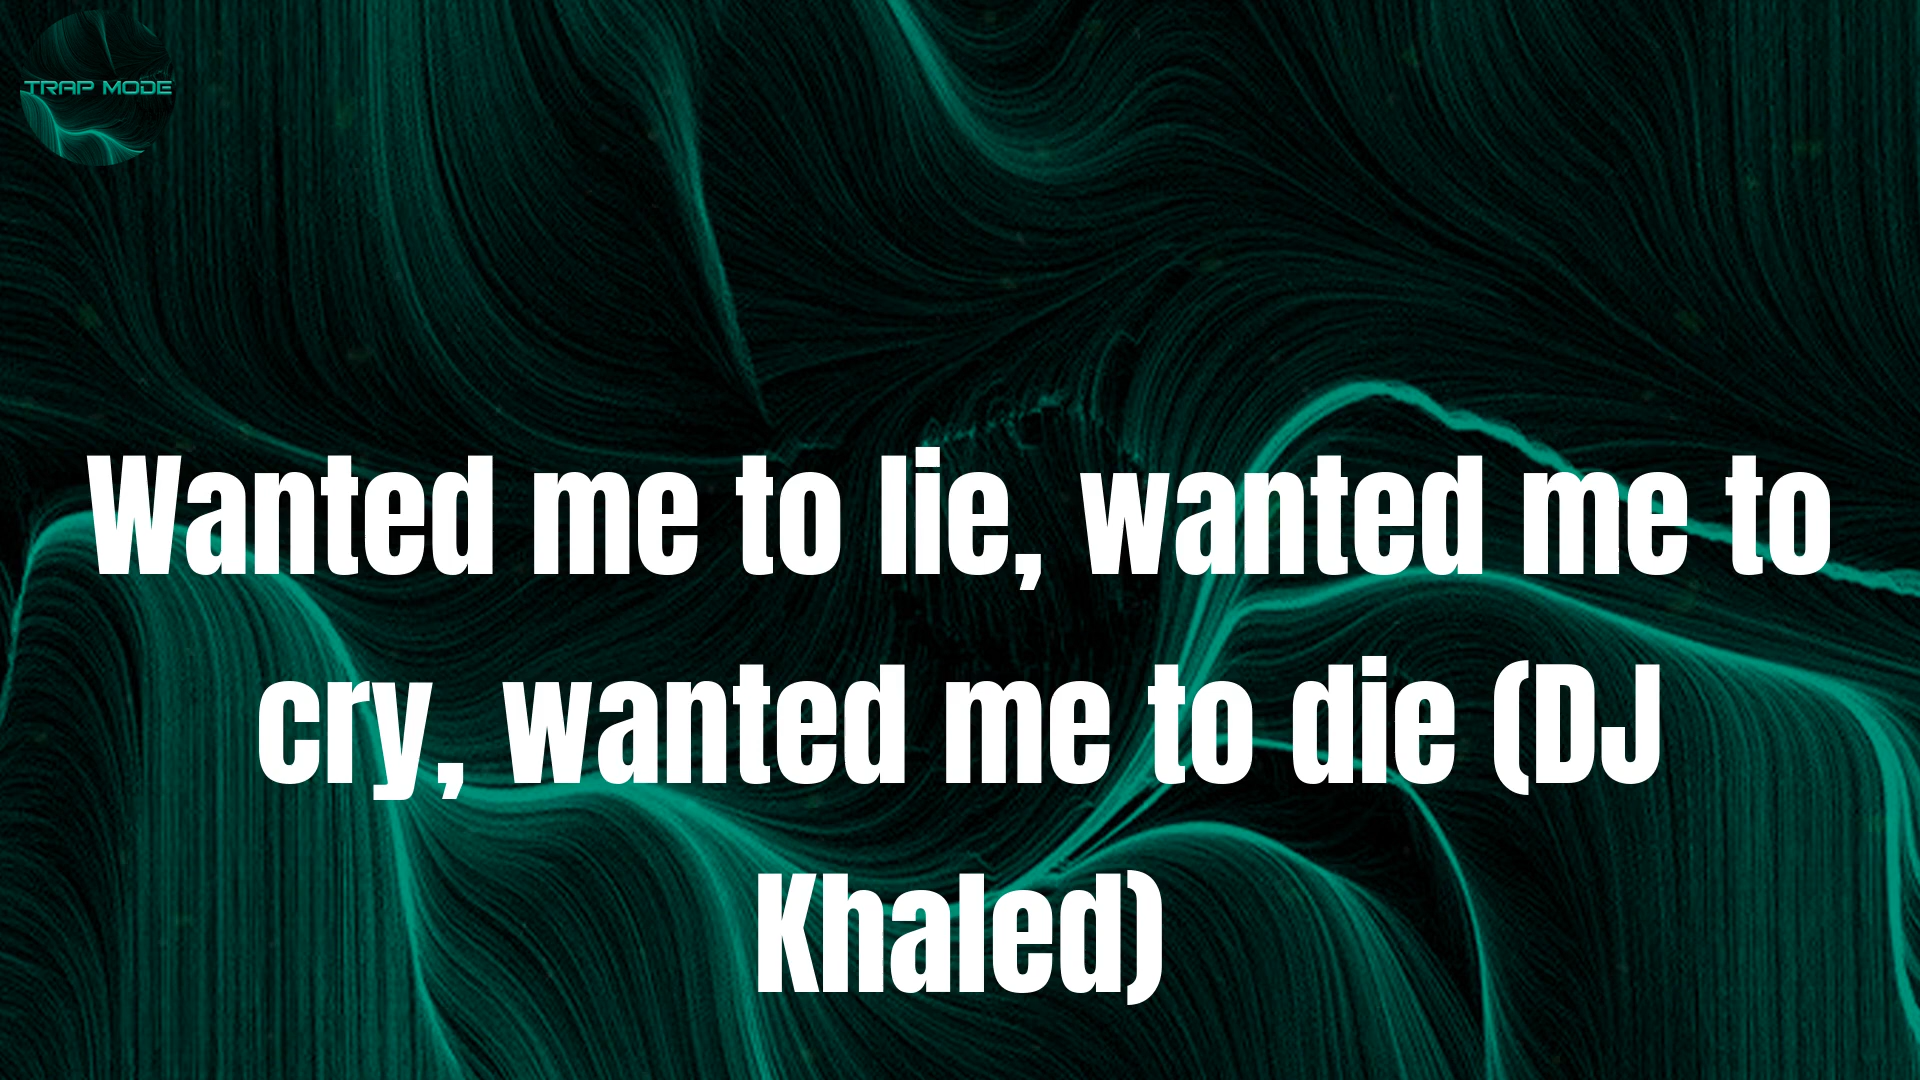 TRAP MODE
Wanted me to lie, wanted me to
cry, wanted me to die (DJ
Khaled)